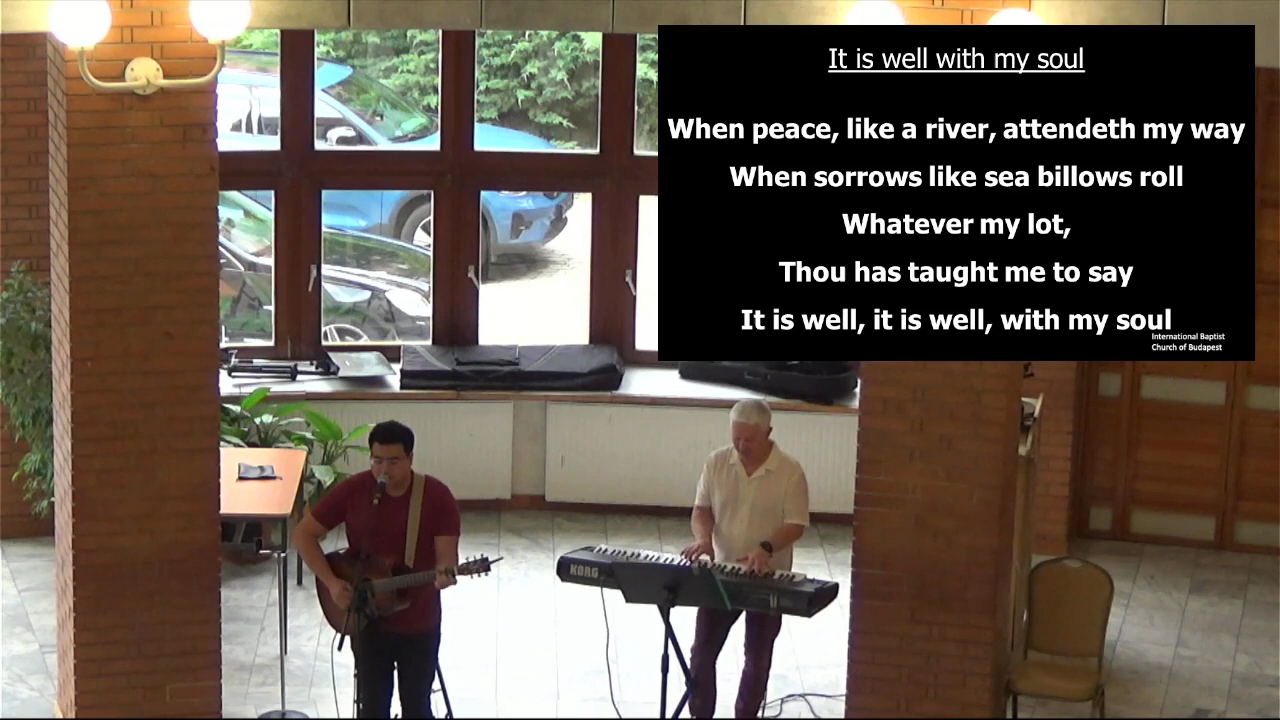 It is well with my soul
When peace, like a river, attendeth my way
When sorrows like sea billows roll
Whatever my lot,
Thou has taught me to say
It is well, it is well, with my soul
International Baptist
Church of Budapest
KORG